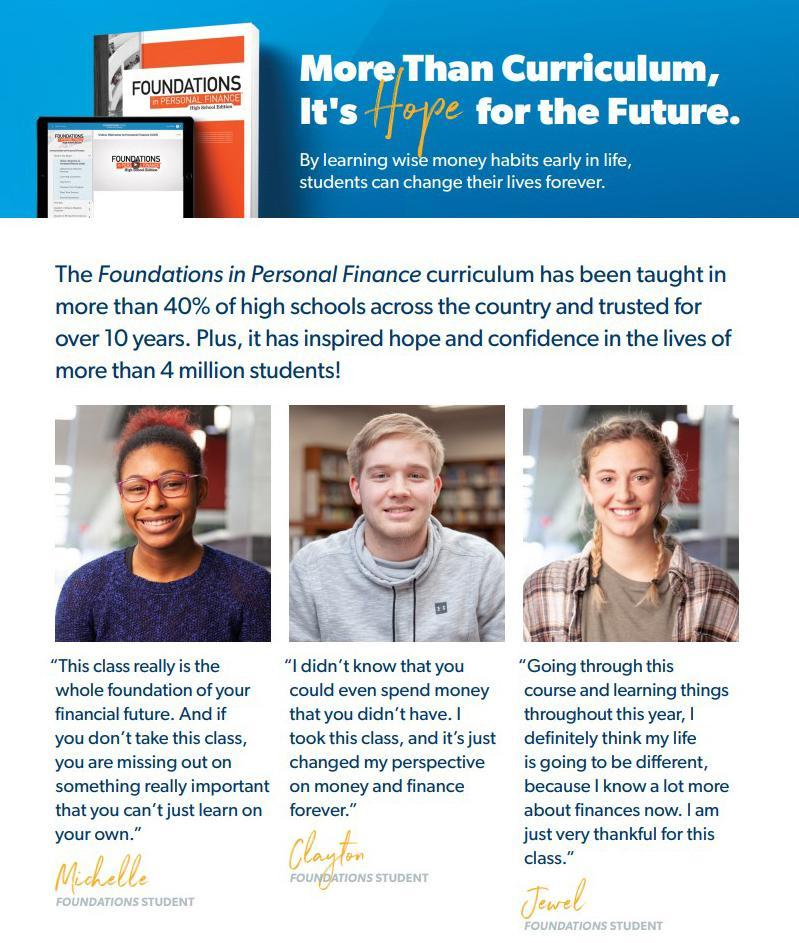 FOUNDATIONS
in PERSONAL FINANCE
High School Edition
FOUNDATIONS
High School Edition
More Than Curriculum,
It's Hope for the Future.
By learning wise money habits early in life,
students can change their lives forever.
The Foundations in Personal Finance curriculum has been taught in
more than 40% of high schools across the country and trusted for
over 10 years. Plus, it has inspired hope and confidence in the lives of
more than 4 million students!
“This class really is the
whole foundation of your
financial future. And if
you don’t take this class,
you are missing out on
something really important
that you can’t just learn on
your own.”
Michelle
FOUNDATIONS STUDENT
“I didn’t know that you
could even spend money
that you didn’t have. I
took this class, and it’s just
changed my perspective
on money and finance
forever.”
Clayton
FOUNDATIONS STUDENT
“Going through this
course and learning things
throughout this year, I
definitely think my life
is going to be different,
because I know a lot more
about finances now. I am
just very thankful for this
class.”
Jewel
FOUNDATIONS STUDENT